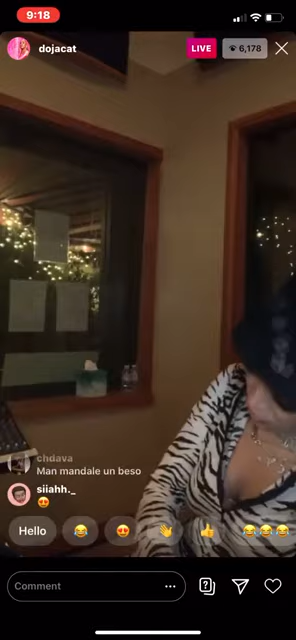 9:18
dojacat
LIVE
6,178
chdava
Man mandale un beso
siiahh._
Hello
Comment